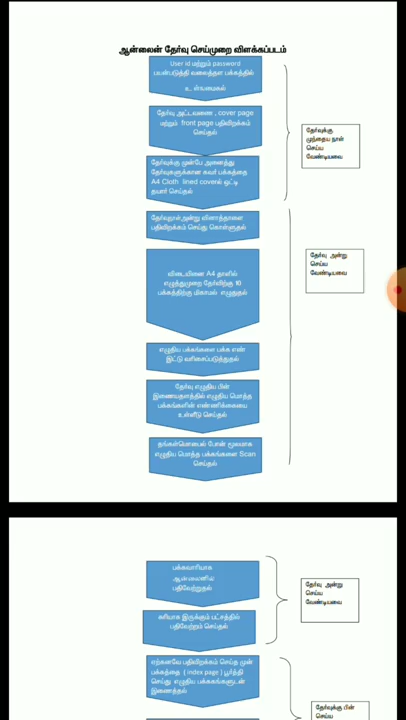 ஆன்லைன் தேர்வு செய்முறை விளக்கப்படம்
User id மற்றும் password
பயன்படுத்தி வலைத்தள பக்கத்தில்
உள்நுழைதல்
தேர்வு அட்டவணை , cover page
மற்றும் front page பதிவிறக்கம்
செய்தல்
தேர்வுக்கு முன்பே அனைத்து
தேர்வுகளுக்கான கவர் பக்கத்தை
A4 Cloth lined coverல் ஒட்டி
தயார் செய்தல்
தேர்வுக்கு
முந்தைய நாள்
செய்ய
வேண்டியவை
தேர்வுநாள்அன்று வினாத்தாளை
பதிவிறக்கம் செய்து கொள்ளுதல்
விடையினை A4 தாளில்
எழுத்துமுறை தேர்விற்கு 10
பக்கத்திற்கு மிகாமல் எழுதுதல்
எழுதிய பக்கங்களை பக்க எண்
இட்டு வரிசைப்படுத்துதல்
தேர்வு எழுதிய பின்
இணையதளத்தில் எழுதிய மொத்த
பக்கங்களின் எண்ணிக்கையை
உள்ளீடு செய்தல்
தங்கள்மொபைல் போன் மூலமாக
எழுதிய மொத்த பக்கங்களை Scan
செய்தல்
தேர்வு அன்று
செய்ய
வேண்டியவை
பக்கவாரியாக
ஆன்லைனில்
பதிவேற்றுதல்
சரியாக இருக்கும் பட்சத்தில்
பதிவேற்றம் செய்தல்
தேர்வு அன்று
செய்ய
வேண்டியவை
ஏற்கனவே பதிவிறக்கம் செய்த முன்
பக்கத்தை ( index page ) பூர்த்தி
செய்து எழுதிய பக்கங்களுடன்
இணைத்தல்
தேர்வுக்கு பின்
செய்ய